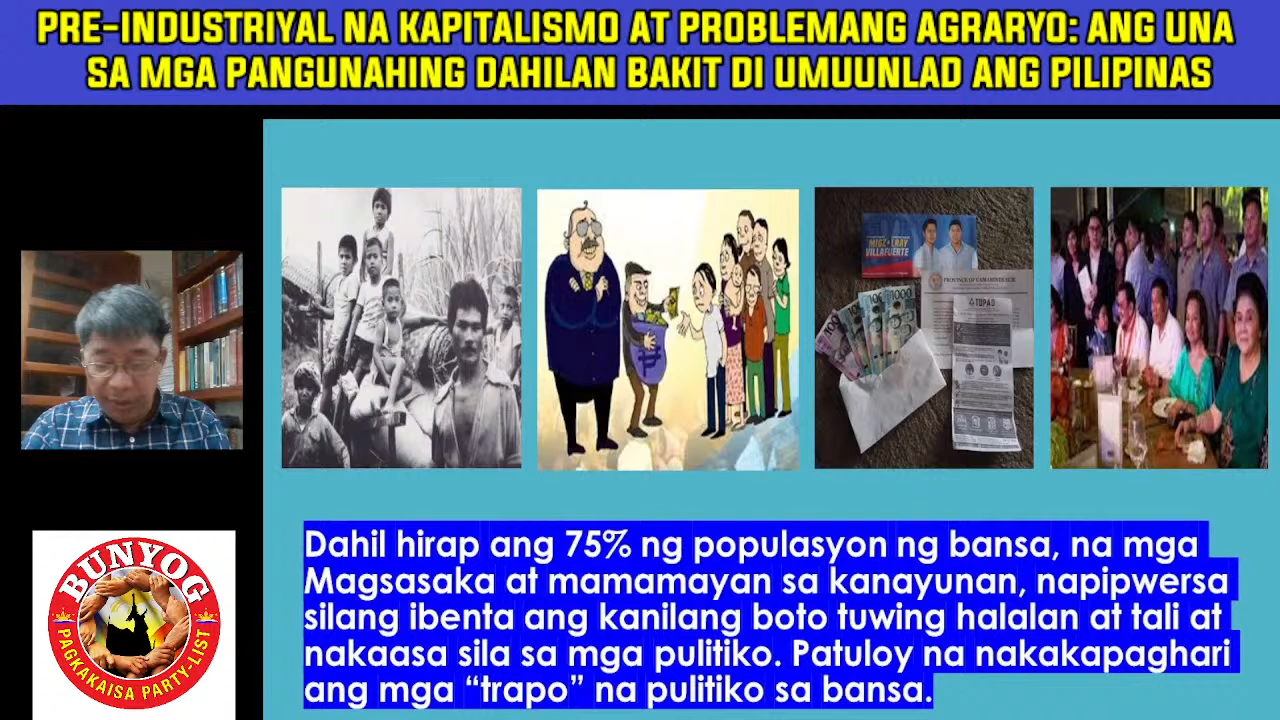 PRE-INDUSTRIYAL NA KAPITALISMO AT PROBLEMANG AGRARYO: ANG UNA
SA MGA PANGUNAHING DAHILAN BAKIT DI UMUUNLAD ANG PILIPINAS
VILLAFUERTE
TUPAD
Dahil hirap ang 75% ng populasyon ng bansa, na mga
Magsasaka at mamamayan sa kanayunan, napipwersa
silang ibenta ang kanilang boto tuwing halalan at tali at
nakaasa sila sa mga pulitiko. Patuloy na nakakapaghari
ang mga “trapo” na pulitiko sa bansa.
BUNYOG
PAGKAKAISA PARTY-LIST